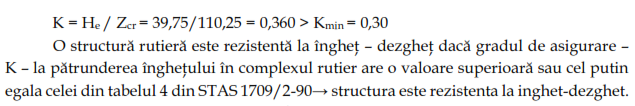 K = He / Zcr = 39,75/110,25 = 0,360 > Kmin = 0,30
O structură rutieră este rezistentă la îngheț – dezgheț dacă gradul de asigurare –
K – la pătrunderea înghețului în complexul rutier are o valoare superioară sau cel putin
egala celei din tabelul 4 din STAS 1709/2-90→ structura este rezistenta la inghet-dezghet.